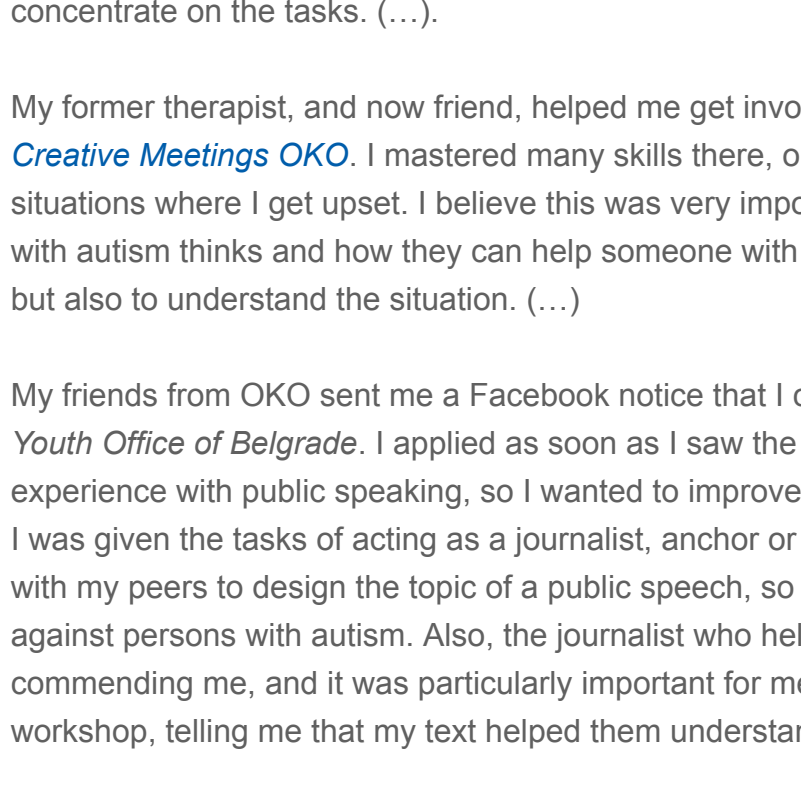 concentrate on the tasks. (…).
My former therapist, and now friend, helped me get invo
Creative Meetings OKO. I mastered many skills there, o
situations where I get upset. I believe this was very impo
with autism thinks and how they can help someone with
but also to understand the situation. (…)
My friends from OKO sent me a Facebook notice that I
Youth Office of Belgrade. I applied as soon as I saw the
experience with public speaking, so I wanted to improve
I was given the tasks of acting as a journalist, anchor or
with my peers to design the topic of a public speech, so
against persons with autism. Also, the journalist who hel
commending me, and it was particularly important for me
workshop, telling me that my text helped them understan